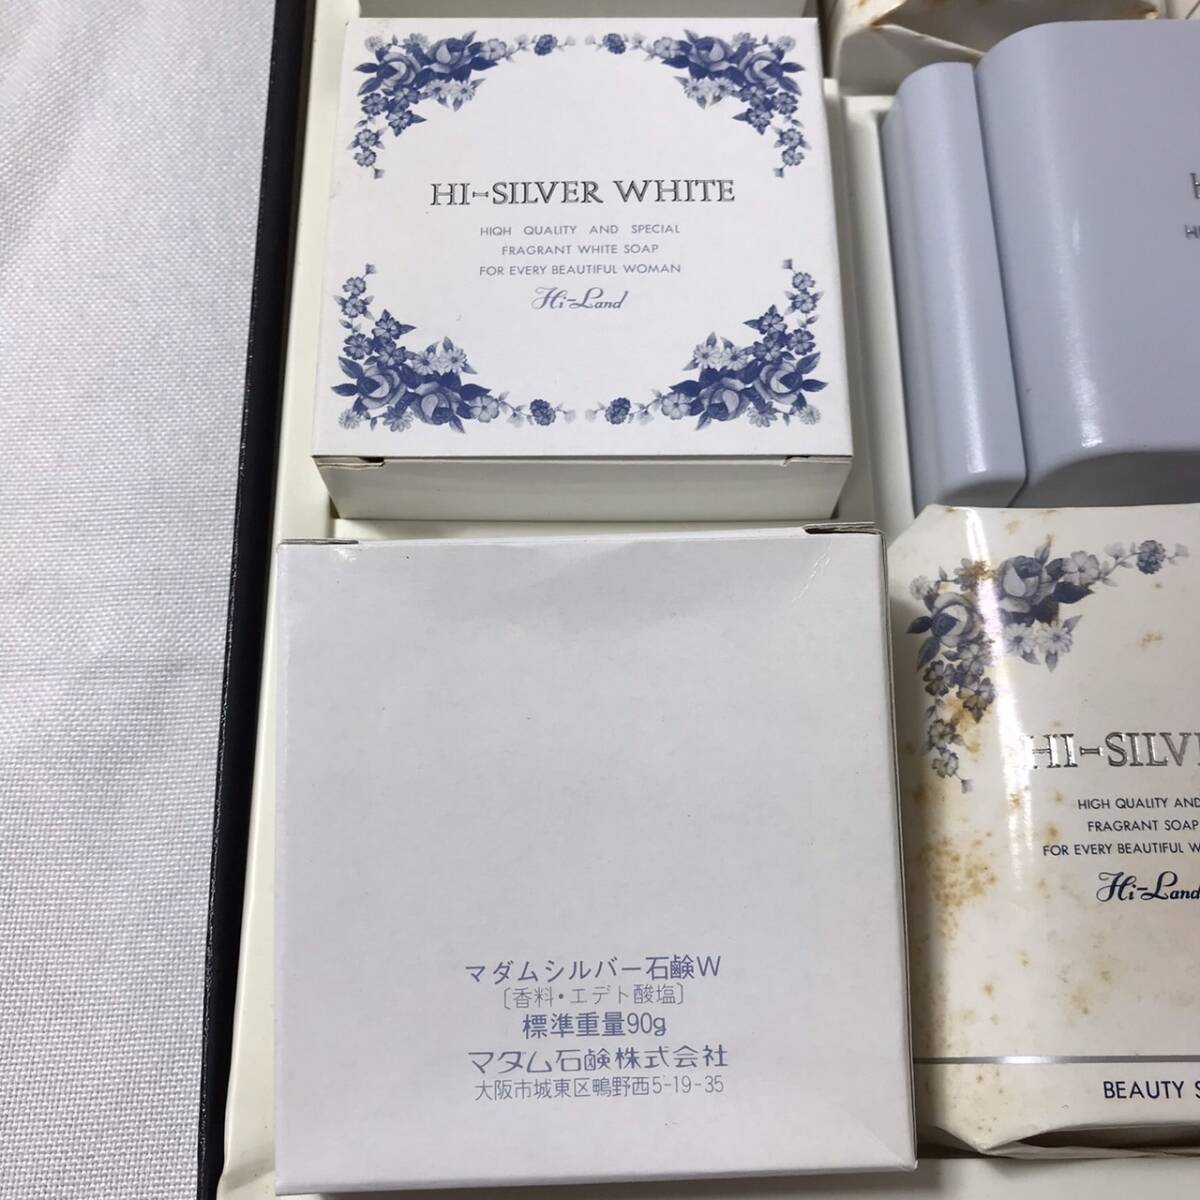 HI-SILVER WHITE
HIQH QUALITY AND SPECIAL
FRAGRANT WHITE SOAP
FOR EVERY BEAUTIFUL WOMAN
Hi-Land
マダムシルバー石鹸W
〔香料・エデト酸塩〕
標準重量90g
マダム石鹸株式会社
大阪市城東区鴫野西5-19-35
HI-SILV
HIGH QUALITY AND
FRAGRANT SOAP
FOR EVERY BEAUTIFUL W
Hi-Land
BEAUTY S